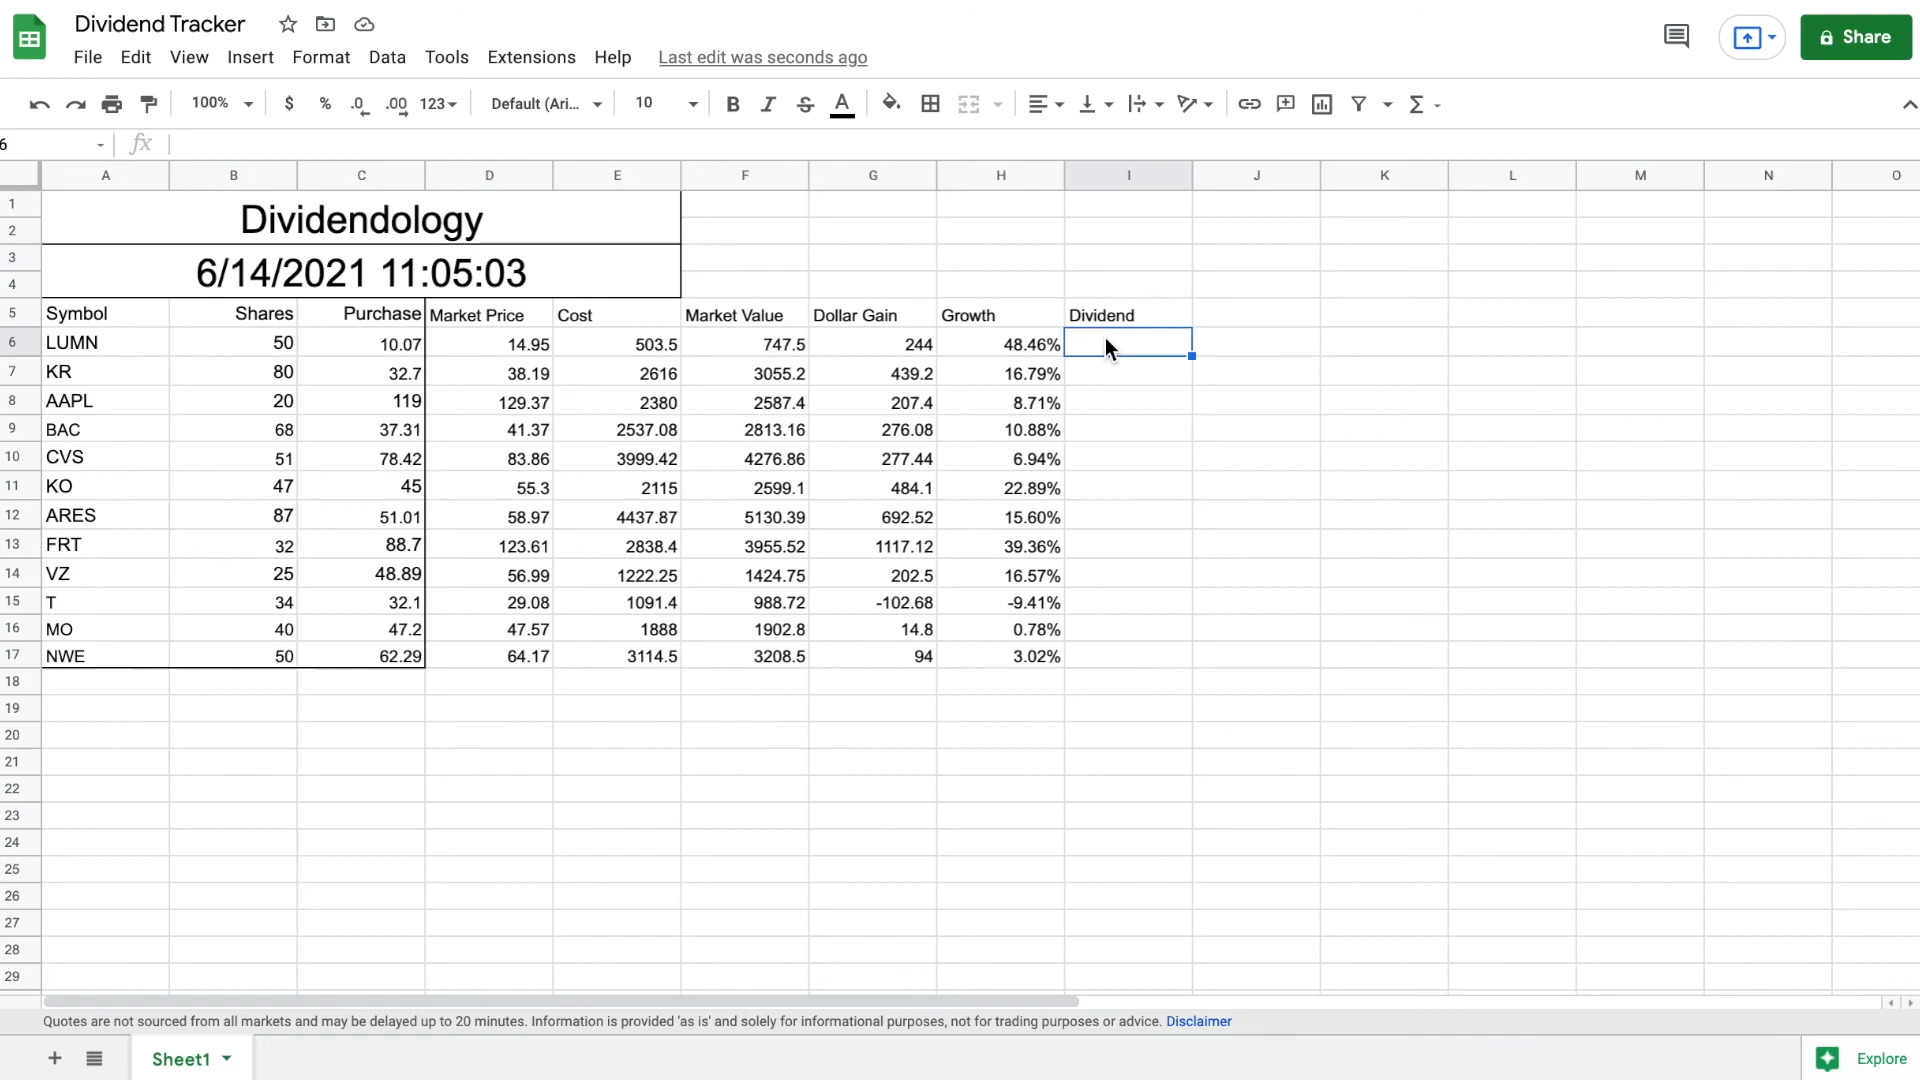 Dividend Tracker
File Edit View Insert Format Data Tools Extensions Help Last edit was seconds ago
Share
100% $ % .0 .00 123 Default (Ari... 10 B I S A Σ
6 fx
A B C D E F G H I J K L M N O
1 Dividendology
2
3 6/14/2021 11:05:03
4
5 Symbol Shares Purchase Market Price Cost Market Value Dollar Gain Growth Dividend
6 LUMN 50 10.07 14.95 503.5 747.5 244 48.46%
7 KR 80 32.7 38.19 2616 3055.2 439.2 16.79%
8 AAPL 20 119 129.37 2380 2587.4 207.4 8.71%
9 BAC 68 37.31 41.37 2537.08 2813.16 276.08 10.88%
10 CVS 51 78.42 83.86 3999.42 4276.86 277.44 6.94%
11 KO 47 45 55.3 2115 2599.1 484.1 22.89%
12 ARES 87 51.01 58.97 4437.87 5130.39 692.52 15.60%
13 FRT 32 88.7 123.61 2838.4 3955.52 1117.12 39.36%
14 VZ 25 48.89 56.99 1222.25 1424.75 202.5 16.57%
15 T 34 32.1 29.08 1091.4 988.72 -102.68 -9.41%
16 MO 40 47.2 47.57 1888 1902.8 14.8 0.78%
17 NWE 50 62.29 64.17 3114.5 3208.5 94 3.02%
18
19
20
21
22
23
24
25
26
27
28
29
Quotes are not sourced from all markets and may be delayed up to 20 minutes. Information is provided 'as is' and solely for informational purposes, not for trading purposes or advice. Disclaimer
Sheet1 Explore